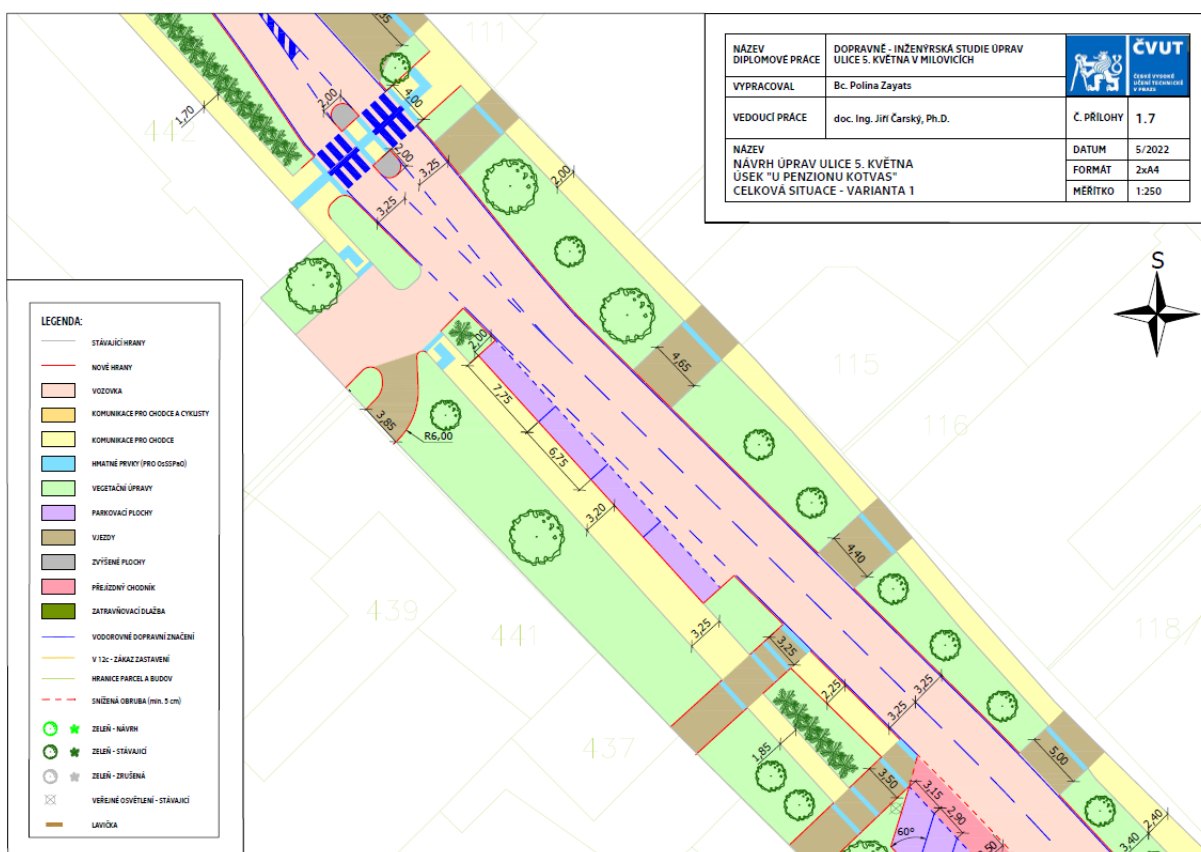 NÁZEV
DIPLOMOVÉ PRÁCE
DOPRAVNĚ - INŽENÝRSKÁ STUDIE ÚPRAV
ULICE 5. KVĚTNA V MILOVICÍCH
VYPRACOVAL
Bc. Polina Zayats
VEDOUCÍ PRÁCE
doc. Ing. Jiří Čarský, Ph.D.
ČVUT
ČESKÉ VYSOKÉ
UČENÍ TECHNICKÉ
V PRAZE
Č. PŘÍLOHY
1.7
NÁZEV
NÁVRH ÚPRAV ULICE 5. KVĚTNA
ÚSEK "U PENZIONU KOTVAS"
CELKOVÁ SITUACE - VARIANTA 1
DATUM
5/2022
FORMÁT
2xA4
MĚŘÍTKO
1:250
S
LEGENDA:
STÁVAJÍCÍ HRANY
NOVÉ HRANY
VOZOVKA
KOMUNIKACE PRO CHODCE A CYKLISTY
KOMUNIKACE PRO CHODCE
HMATNÉ PRVKY (PRO OsSSPaO)
VEGETAČNÍ ÚPRAVY
PARKOVACÍ PLOCHY
VJEZDY
ZVÝŠENÉ PLOCHY
PŘEJÍZDNÝ CHODNÍK
ZATRAVŇOVACÍ DLAŽBA
VODOROVNÉ DOPRAVNÍ ZNAČENÍ
V 12c - ZÁKAZ ZASTAVENÍ
HRANICE PARCEL A BUDOV
SNÍŽENÁ OBRUBA (min. 5 cm)
ZELEŇ - NÁVRH
ZELEŇ - STÁVAJICÍ
ZELEŇ - ZRUŠENÁ
VEŘEJNÉ OSVĚTLENÍ - STÁVAJICÍ
LAVIČKA
111
442
1,70
2,00
4,00
2,00
3,25
3,25
2,00
2,00
7,75
6,75
3,85
R6,00
3,20
4,65
115
116
4,40
118
439
441
437
3,25
3,25
2,25
3,25
3,25
1,85
3,50
3,15
2,90
60°
5,00
2,40
3,40